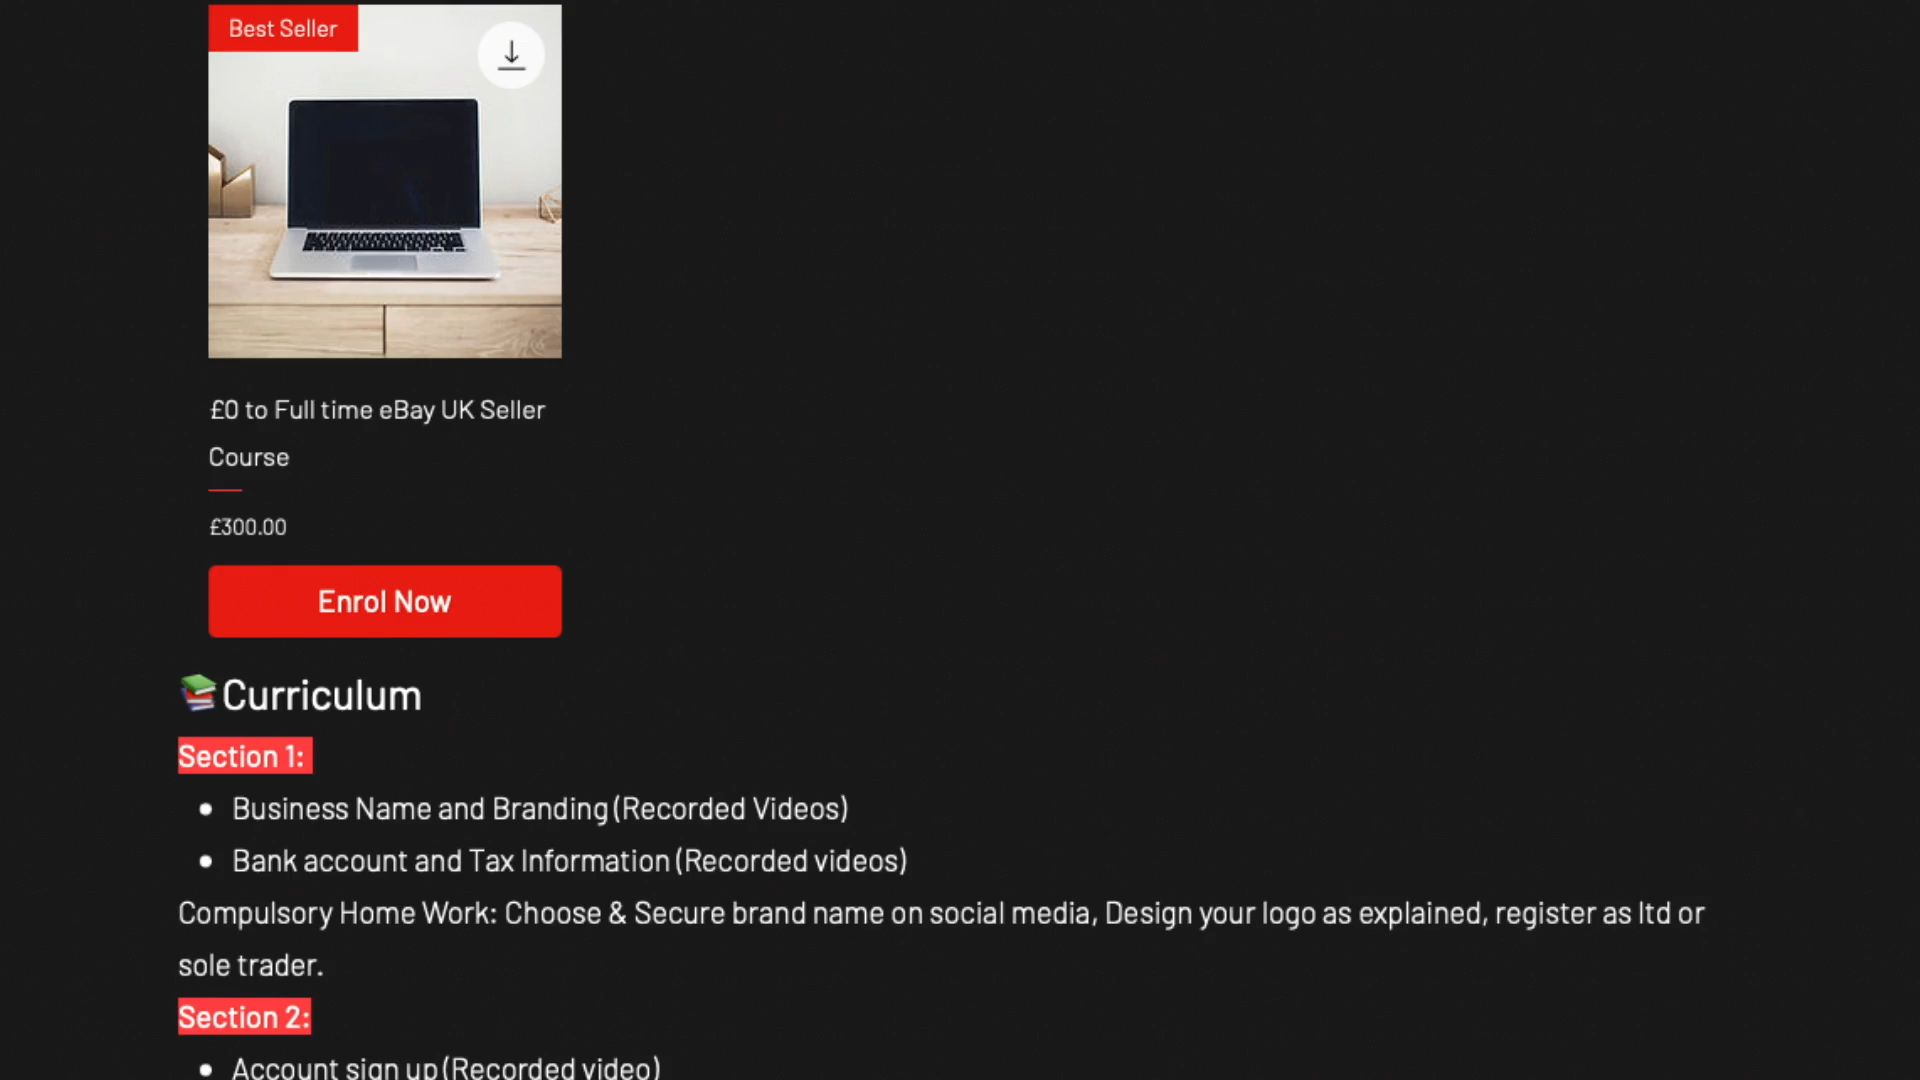 Best Seller
£0 to Full time eBay UK Seller
Course
£300.00
Enrol Now
Curriculum
Section 1:
Business Name and Branding (Recorded Videos)
Bank account and Tax Information (Recorded videos)
Compulsory Home Work: Choose & Secure brand name on social media, Design your logo as explained, register as ltd or
sole trader.
Section 2:
Account sign up (Recorded video)